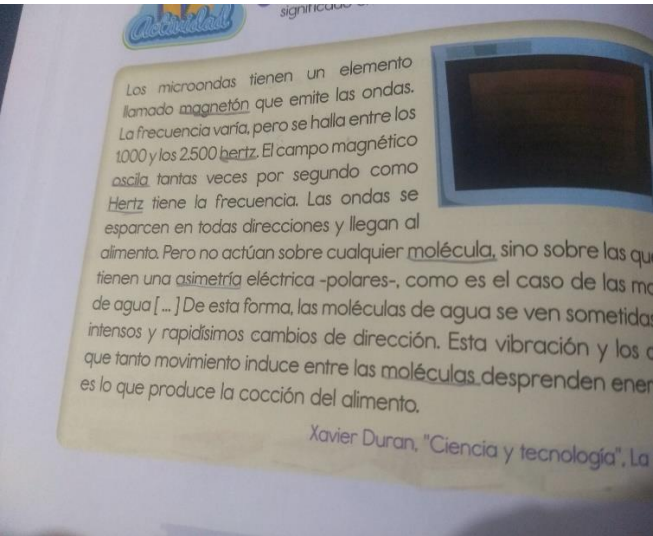 Actividad
Los microondas tienen un elemento
llamado magnetón que emite las ondas.
La frecuencia varía, pero se halla entre los
1.000 y los 2.500 hertz. El campo magnético
oscila tantas veces por segundo como
Hertz tiene la frecuencia. Las ondas se
esparcen en todas direcciones y llegan al
alimento. Pero no actúan sobre cualquier molécula, sino sobre las
tienen una asimetría eléctrica -polares-, como es el caso de las
de agua [ ... ] De esta forma, las moléculas de agua se ven
intensos y rapidísimos cambios de dirección. Esta vibración y los
que tanto movimiento induce entre las moléculas desprenden
es lo que produce la cocción del alimento.
Xavier Duran, "Ciencia y tecnología", La